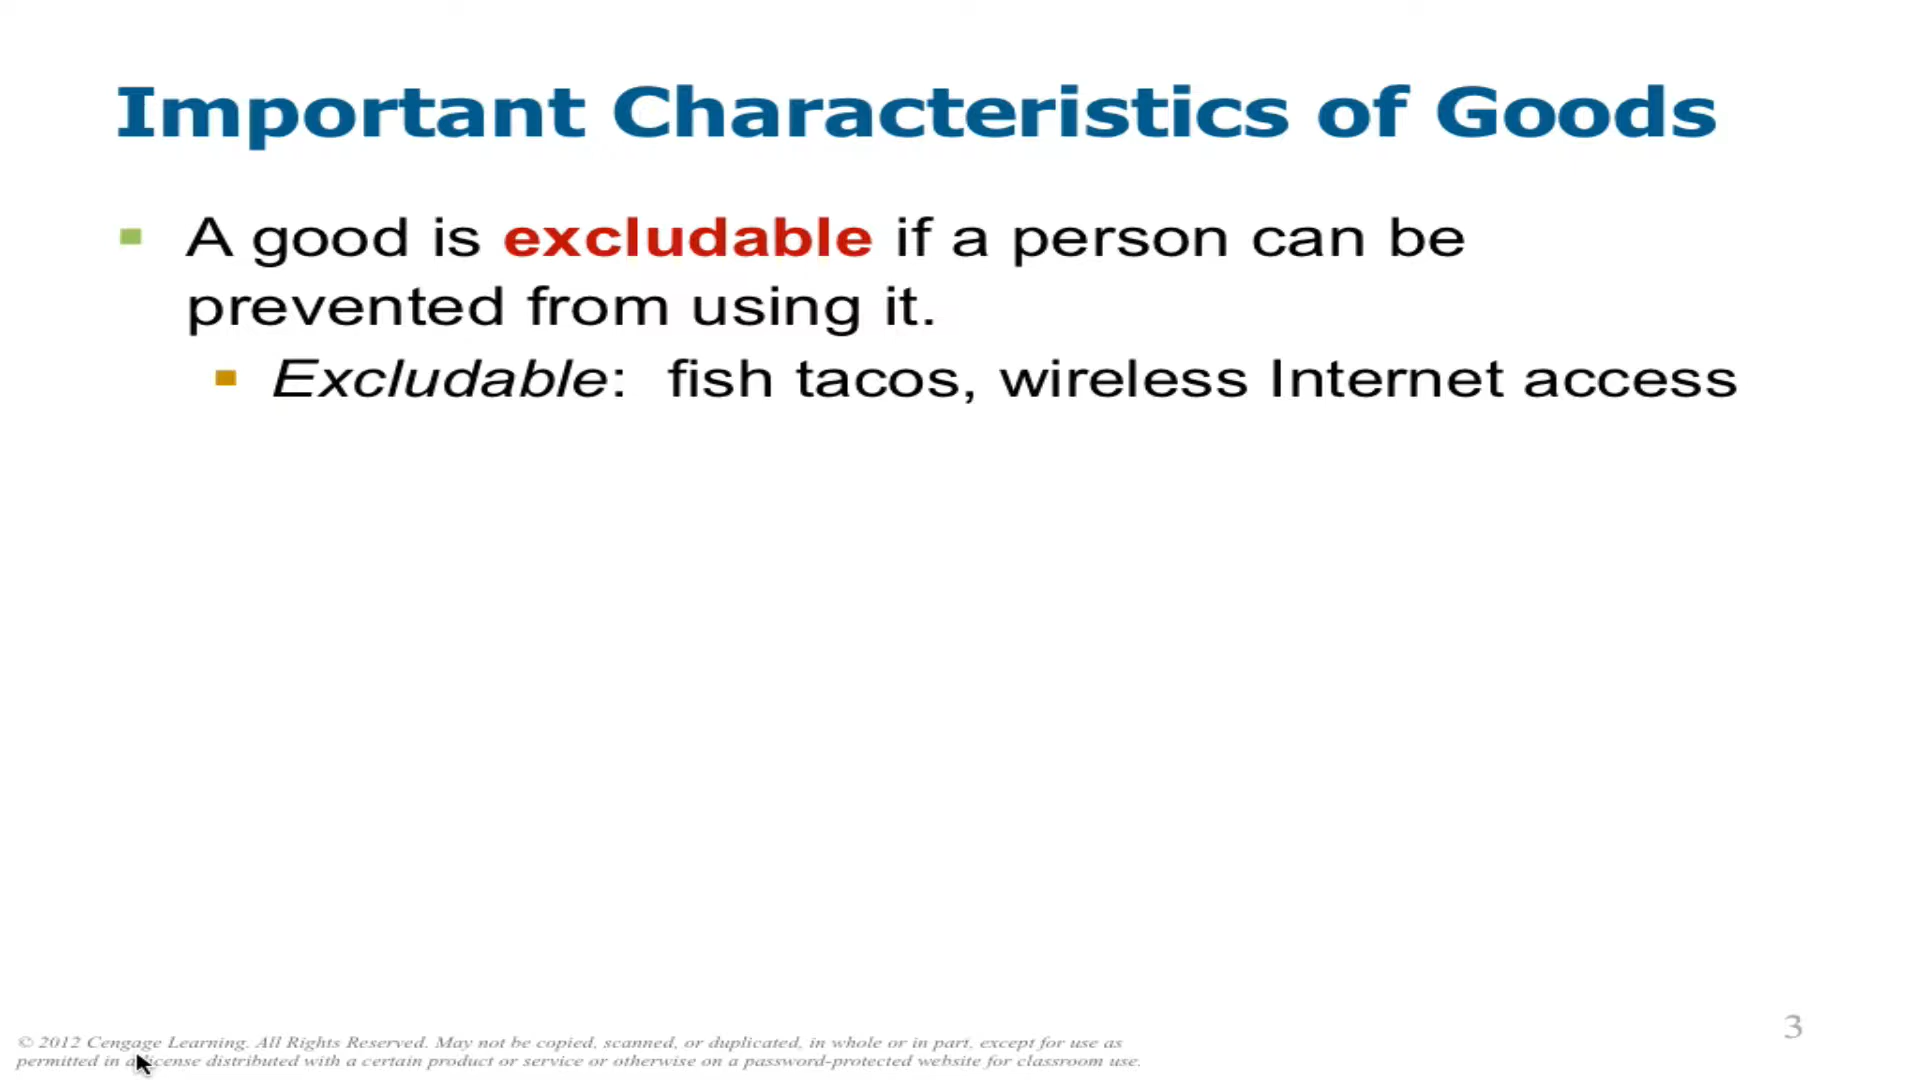 Important Characteristics of Goods
A good is excludable if a person can be
prevented from using it.
Excludable: fish tacos, wireless Internet access
3
© 2012 Cengage Learning. All Rights Reserved. May not be copied, scanned, or duplicated, in whole or in part, except for use as
permitted in a license distributed with a certain product or service or otherwise on a password-protected website for classroom use.